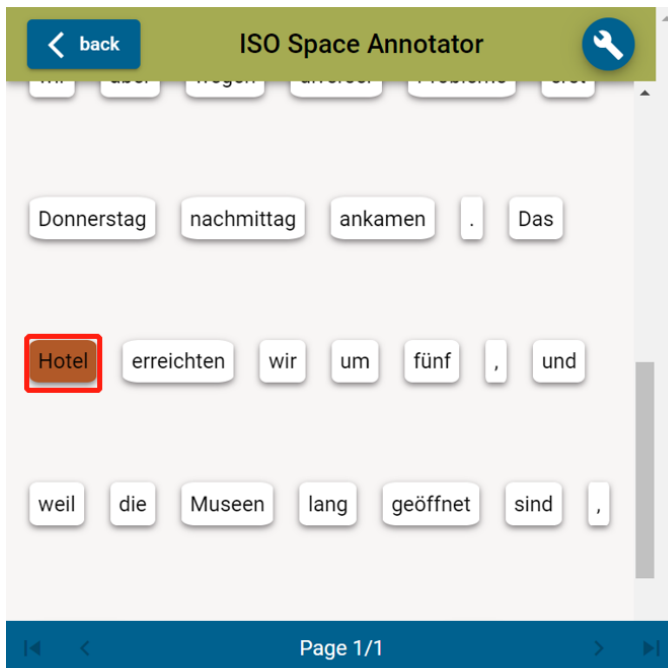 back ISO Space Annotator
Donnerstag nachmittag ankamen . Das
Hotel erreichten wir um fünf , und
weil die Museen lang geöffnet sind ,
Page 1/1